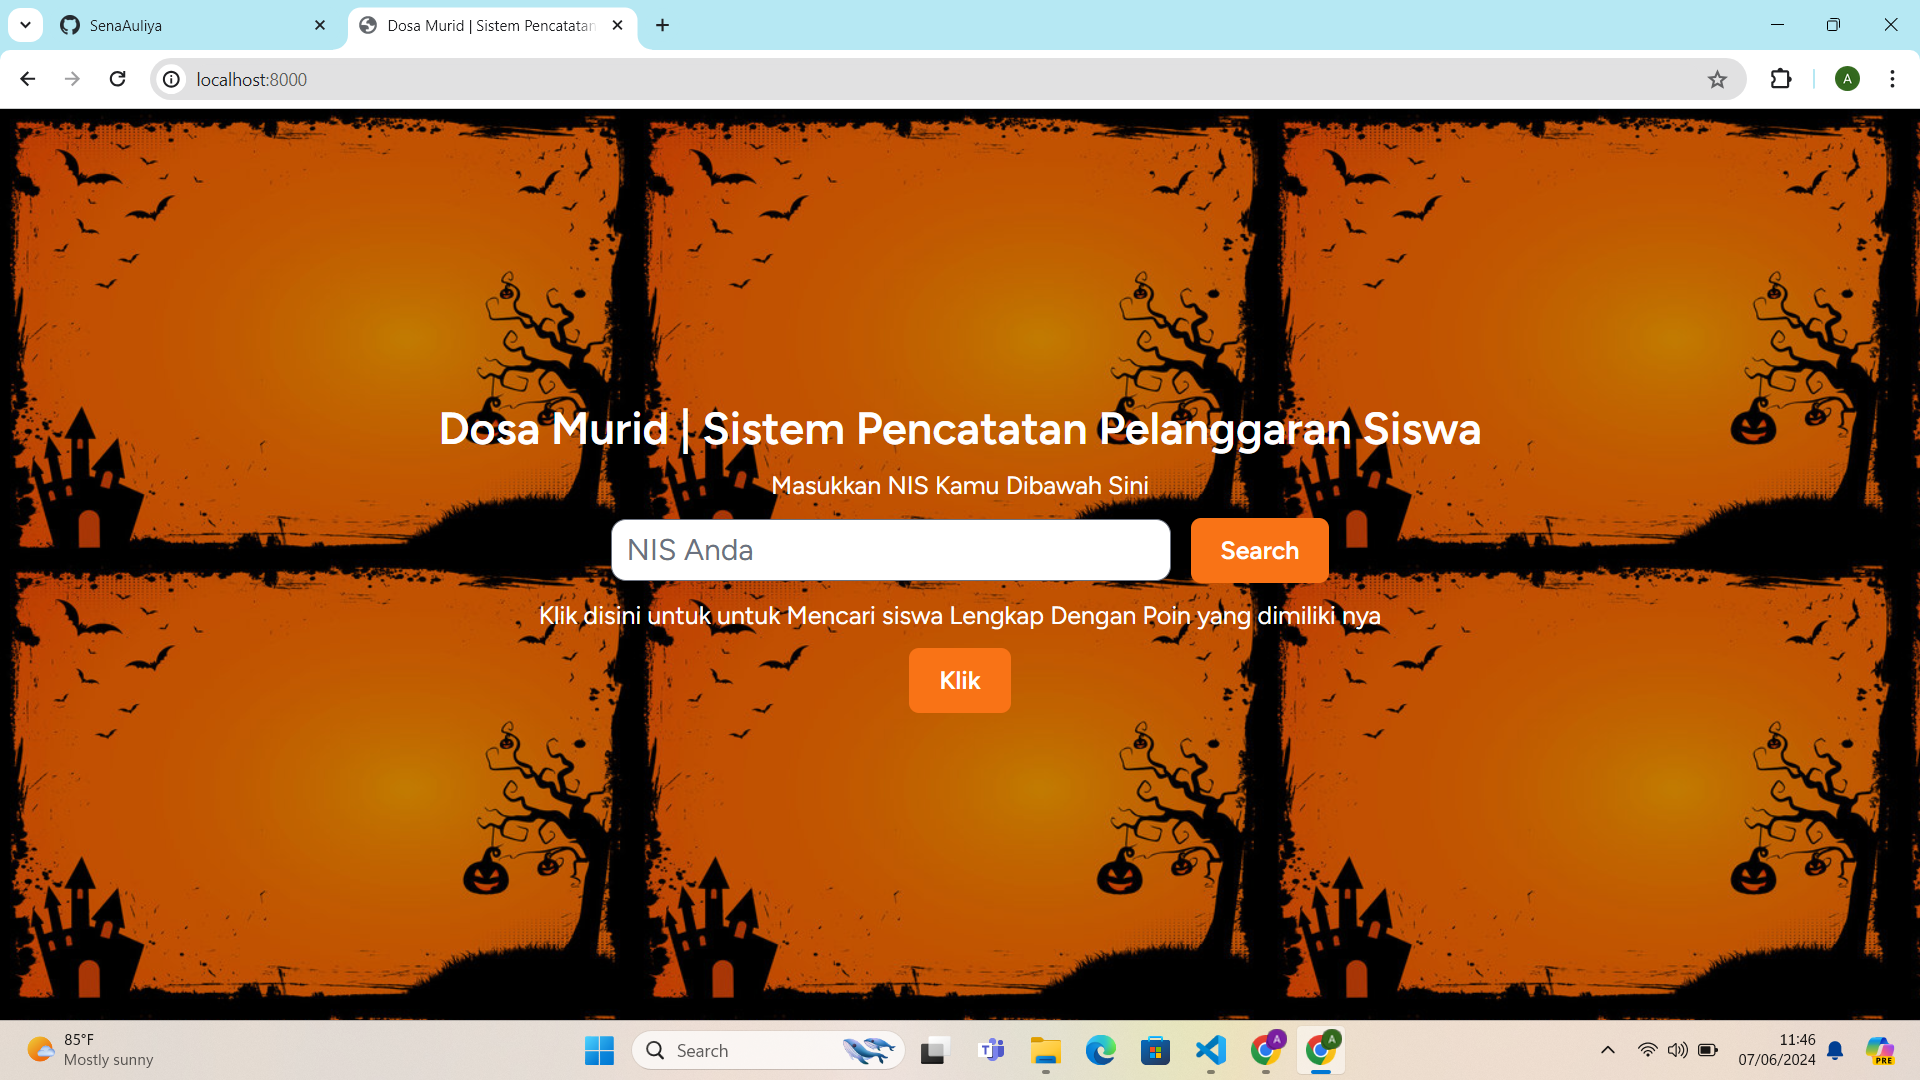 SenaAuliya
Dosa Murid | Sistem Pencatatan
localhost:8000
A
Dosa Murid | Sistem Pencatatan Pelanggaran Siswa
Masukkan NIS Kamu Dibawah Sini
NIS Anda
Search
Klik disini untuk untuk Mencari siswa Lengkap Dengan Poin yang dimiliki nya
Klik
85°F
Mostly sunny
Search
A
A
11:46
07/06/2024
PRE